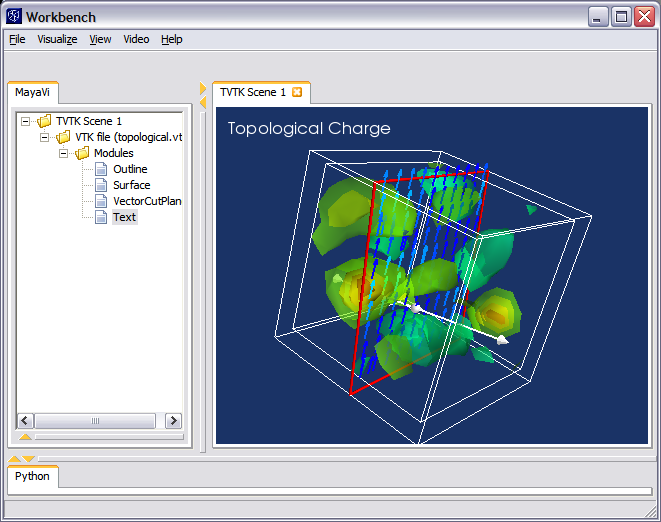 Workbench
File Visualize View Video Help
MayaVi
TVTK Scene 1
VTK file (topological.vt
Modules
Outline
Surface
VectorCutPlan
Text
TVTK Scene 1
Topological Charge
Python